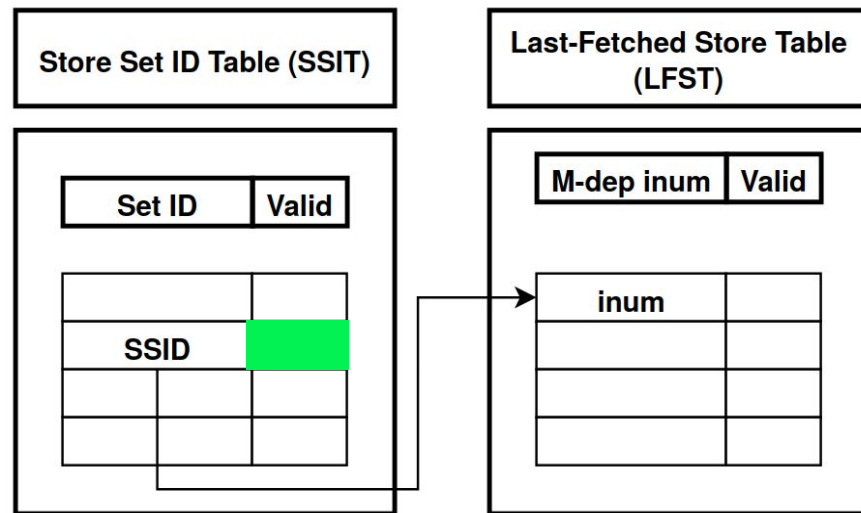 Store Set ID Table (SSIT)
Last-Fetched Store Table
(LFST)
Set ID Valid
M-dep inum Valid
SSID
inum